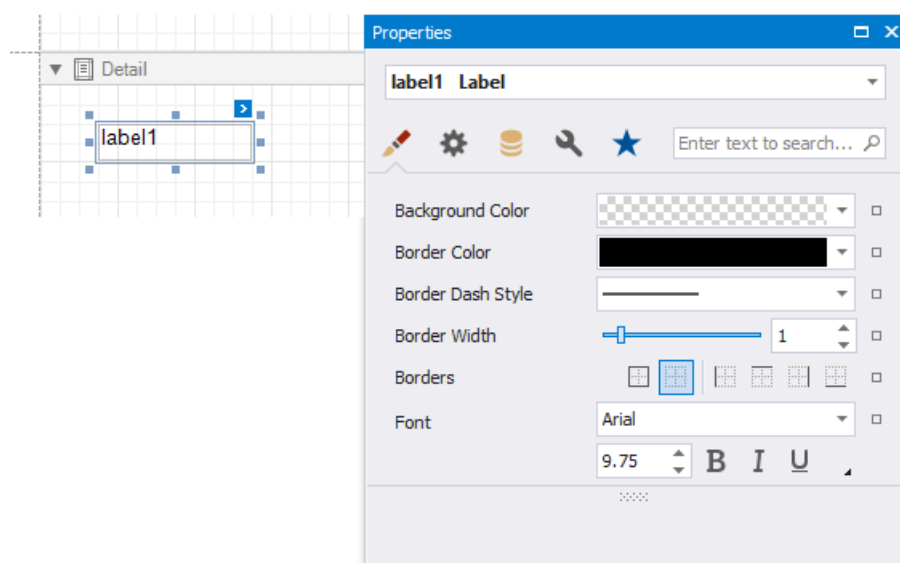 Properties
Detail
label1
label1 Label
Enter text to search...
Background Color
Border Color
Border Dash Style
Border Width
1
Borders
Font
Arial
9.75
B I U